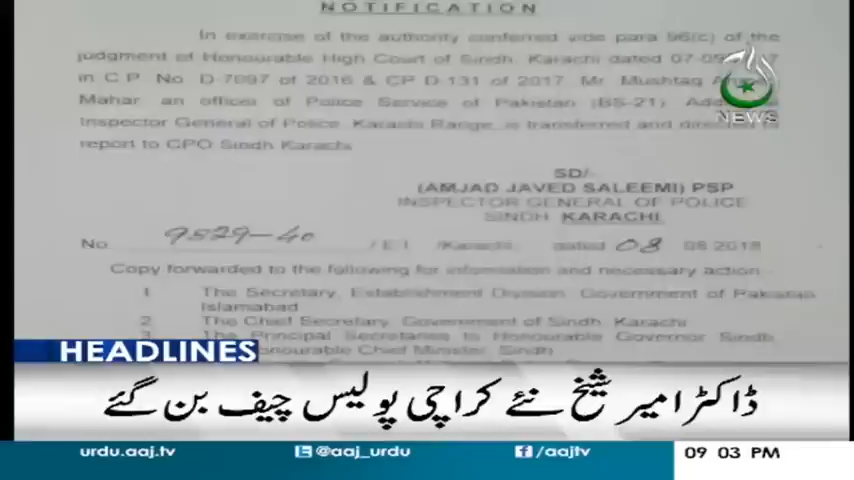 NOTIFICATION
In exercise of the authority conferred vide para 96(c) of the
judgment of Honourable High Court of Sindh, Karachi dated 07-09
in C.P. No. D-7097 of 2016 & CP D-131 of 2017, Mr. Mushtaq
Mahar, an officer of Police Service of Pakistan (BS-21),
Inspector General of Police, Karachi Range, is transferred and directed to
report to CPO Sindh Karachi
NEWS
SD/-
(AMJAD JAVED SALEEMI) PSP
INSPECTOR GENERAL OF POLICE
SINDH KARACHI
No. 9529-40 /E.I /Karachi dated 08 08.2018
Copy forwarded to the following for information and necessary action:-
1 The Secretary, Establishment Division, Government of Pakistan,
Islamabad
2 The Chief Secretary, Government of Sindh, Karachi
3 The Principal Secretaries to Honourable Governor Sindh,
Honourable Chief Minister, Sindh
HEADLINES
ڈاکٹر امیر شیخ نئے کراچی پولیس چیف بن گئے
urdu.aaj.tv @aaj_urdu /aajtv 09 03 PM